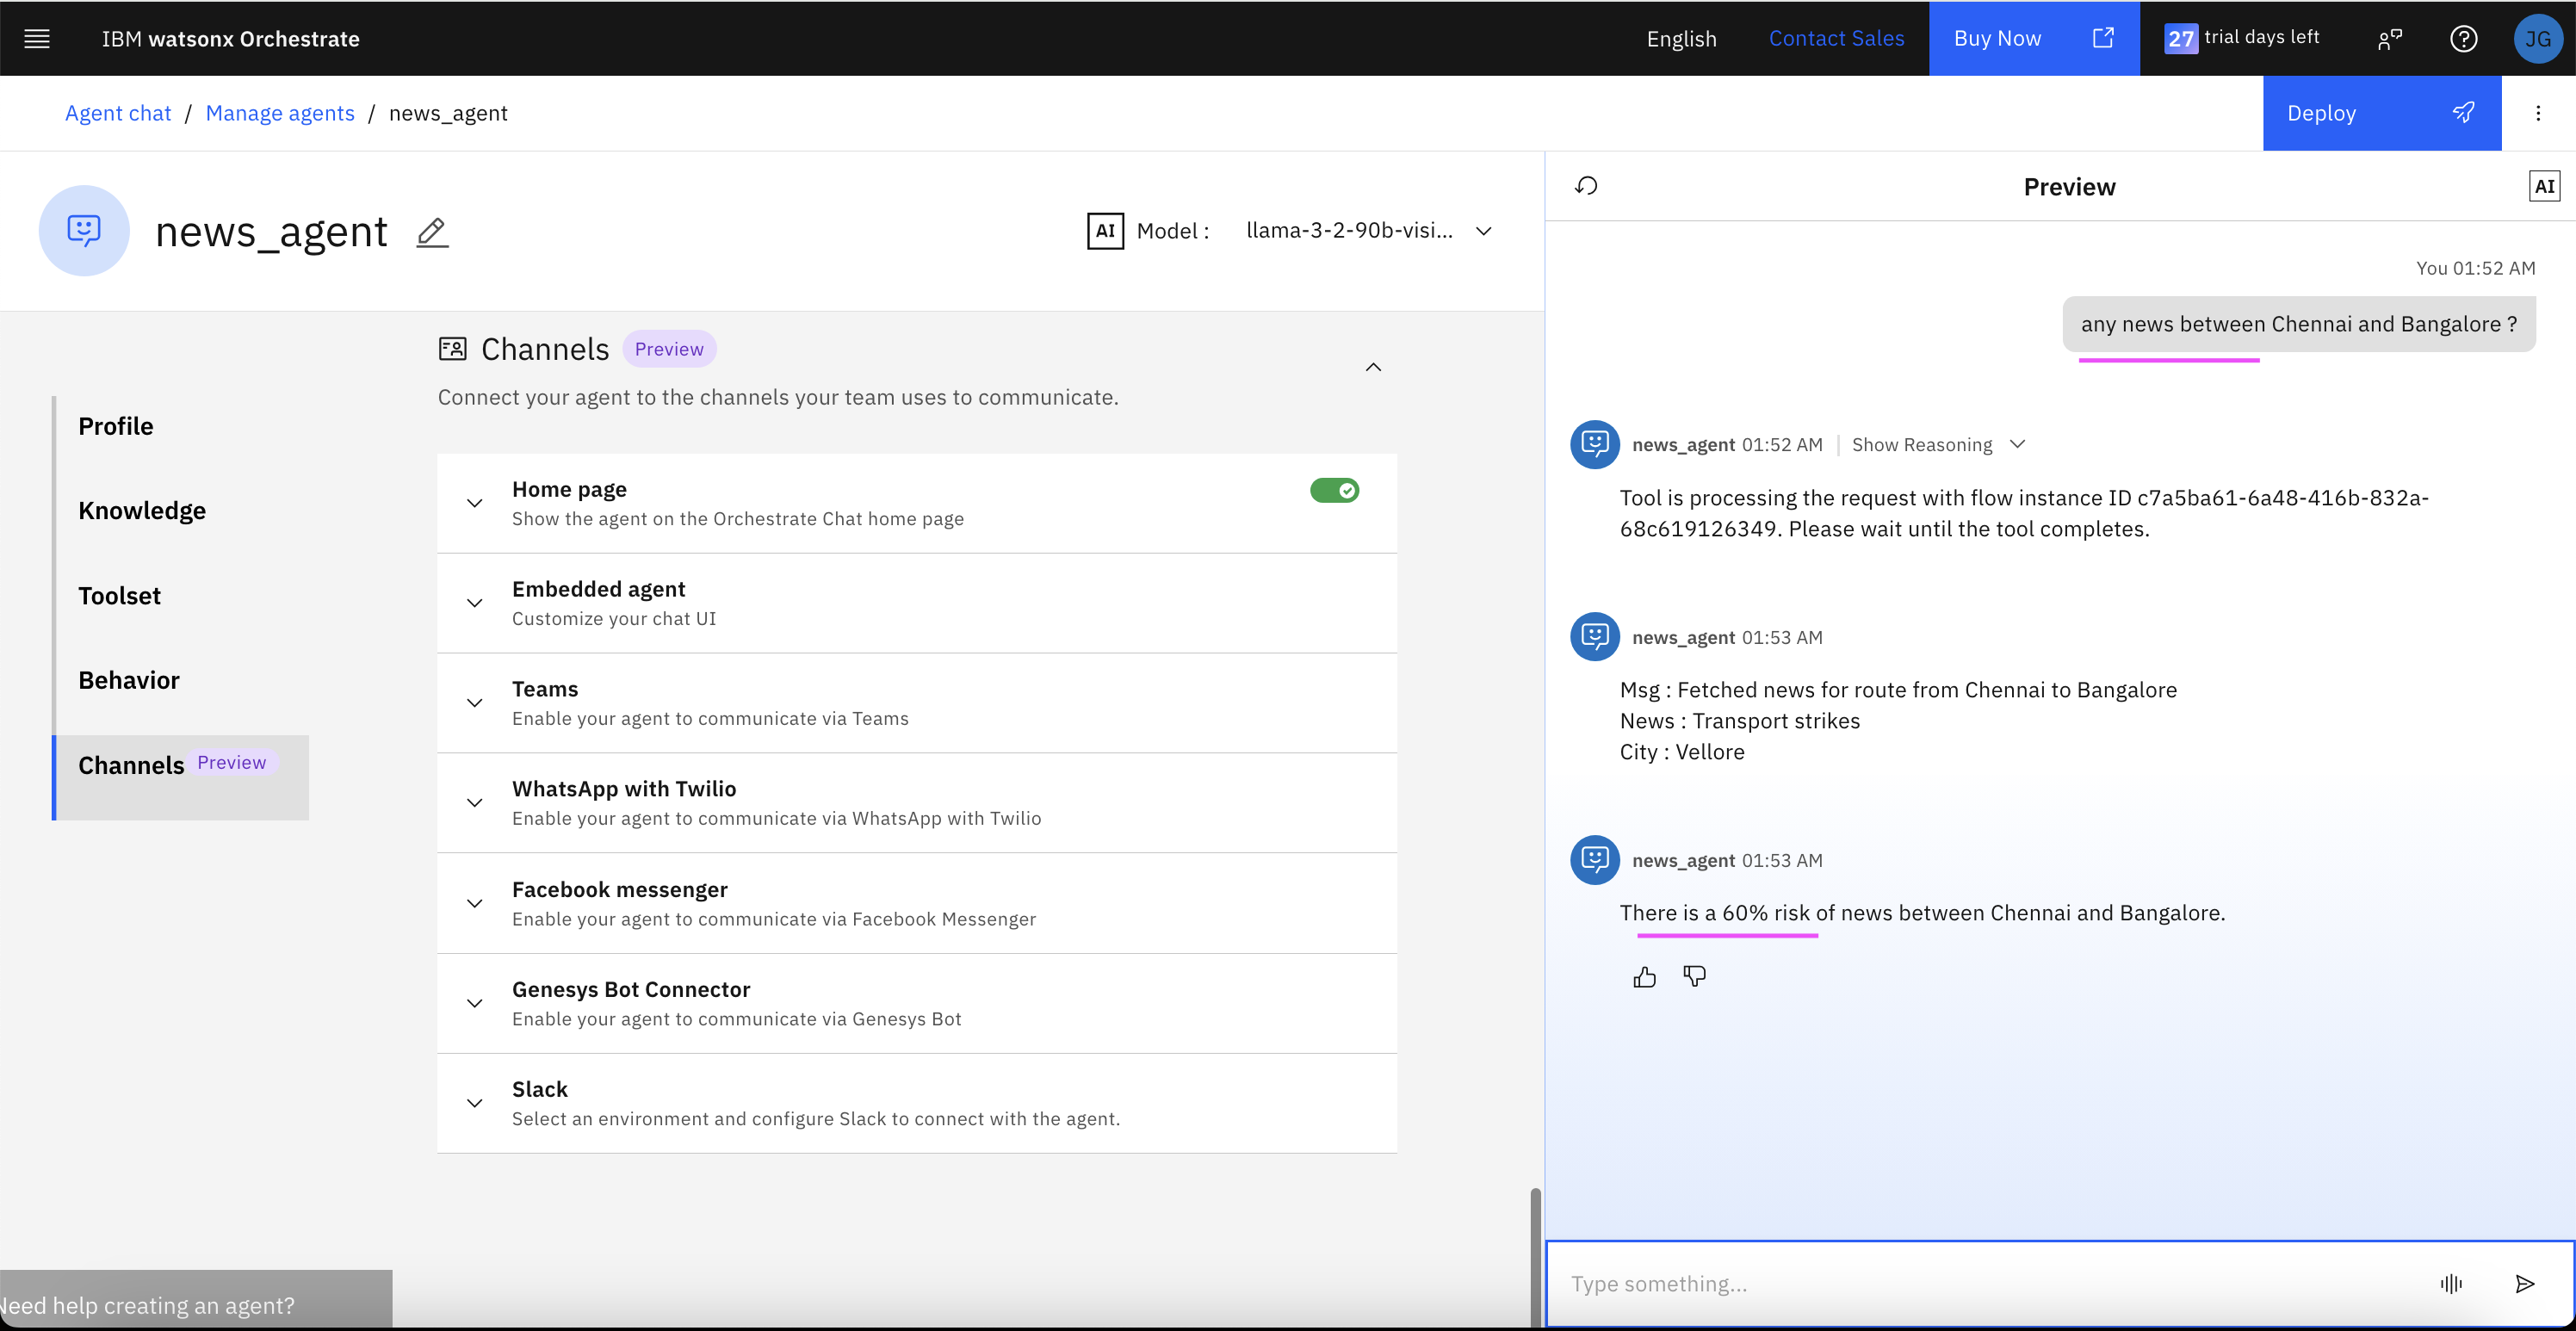 IBM watsonx Orchestrate
English
Contact Sales
Buy Now
27 trial days left
JG
Agent chat / Manage agents / news_agent
Deploy
news_agent
AI Model : llama-3-2-90b-visi...
Profile
Knowledge
Toolset
Behavior
Channels Preview
Channels Preview
Connect your agent to the channels your team uses to communicate.
Home page
Show the agent on the Orchestrate Chat home page
Embedded agent
Customize your chat UI
Teams
Enable your agent to communicate via Teams
WhatsApp with Twilio
Enable your agent to communicate via WhatsApp with Twilio
Facebook messenger
Enable your agent to communicate via Facebook Messenger
Genesys Bot Connector
Enable your agent to communicate via Genesys Bot
Slack
Select an environment and configure Slack to connect with the agent.
Need help creating an agent?
Preview
AI
You 01:52 AM
any news between Chennai and Bangalore ?
news_agent 01:52 AM | Show Reasoning
Tool is processing the request with flow instance ID c7a5ba61-6a48-416b-832a-
68c619126349. Please wait until the tool completes.
news_agent 01:53 AM
Msg : Fetched news for route from Chennai to Bangalore
News : Transport strikes
City : Vellore
news_agent 01:53 AM
There is a 60% risk of news between Chennai and Bangalore.
Type something...